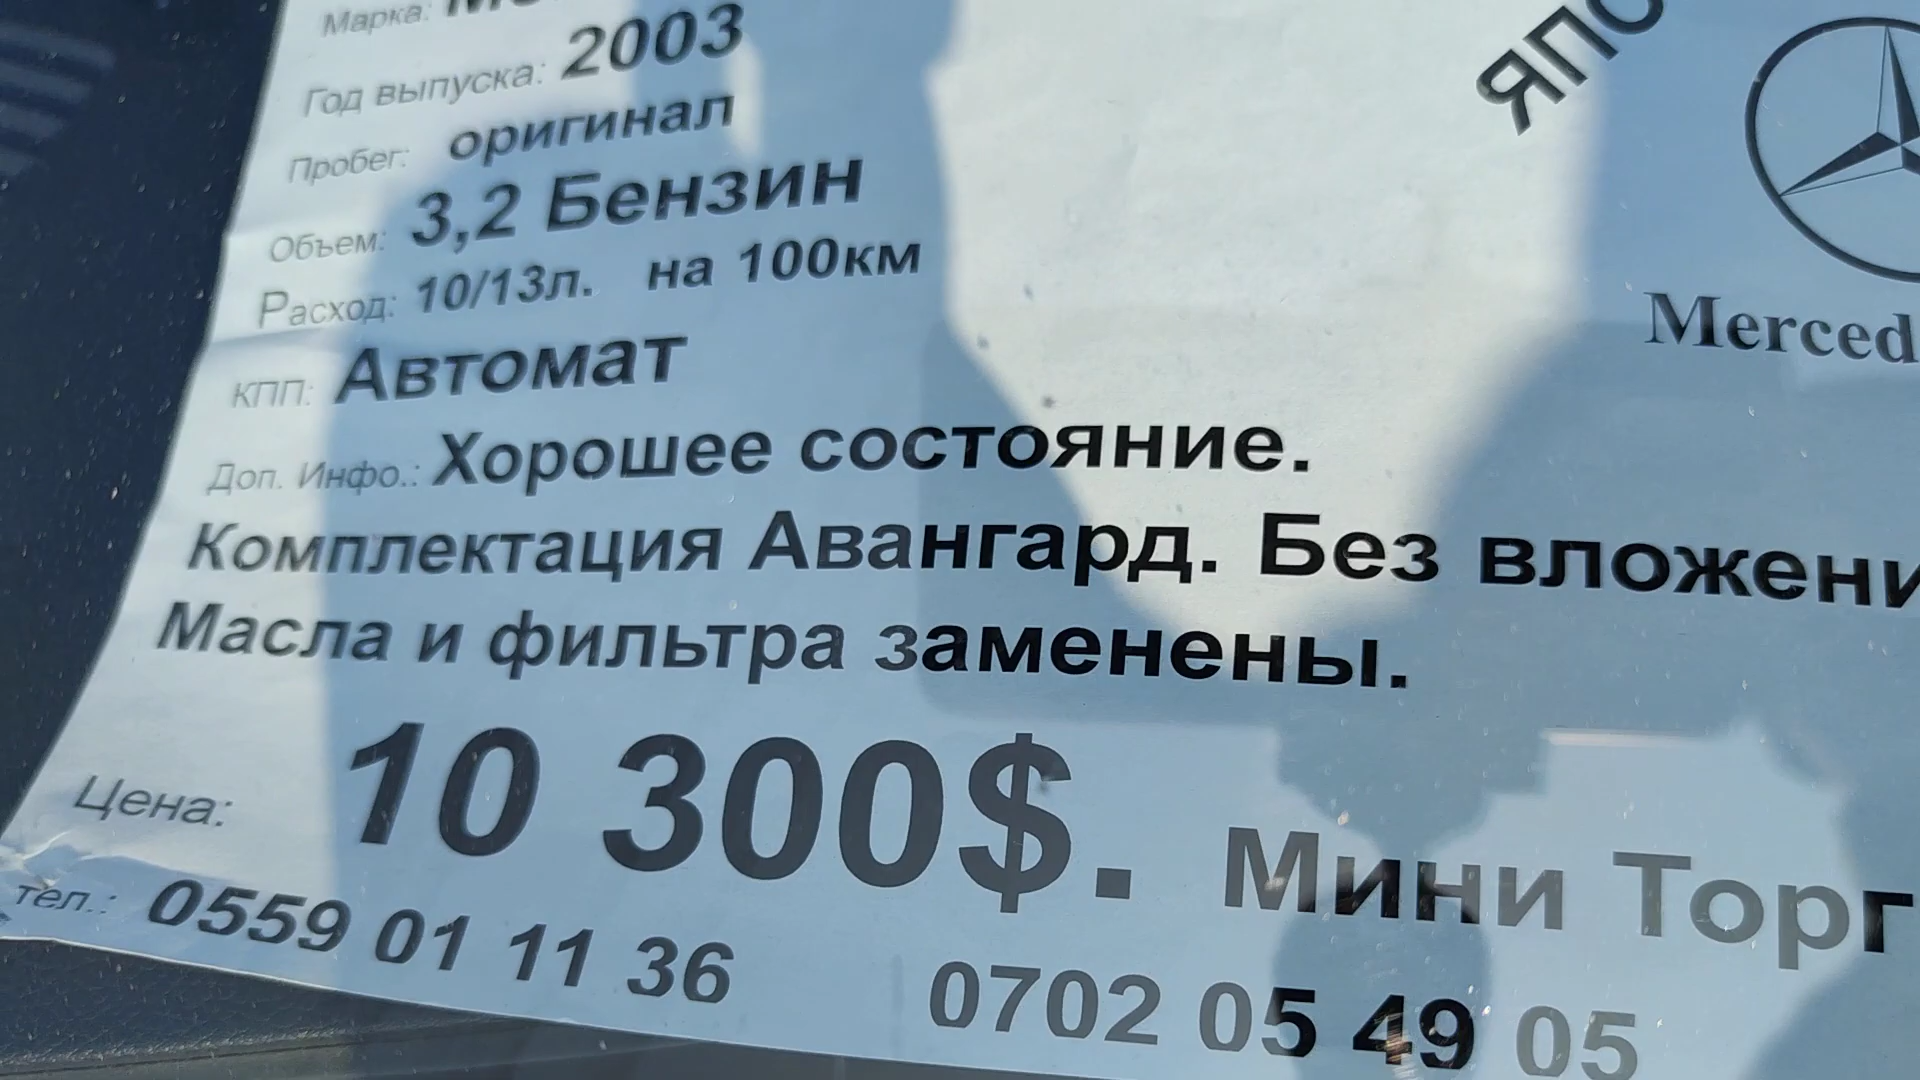 Марка:
Год выпуска: 2003
Пробег: оригинал
Объем: 3,2 Бензин
Расход: 10/13л. на 100км
КПП: Автомат
Доп. Инфо.: Хорошее состояние.
Комплектация Авангард. Без вложени
Масла и фильтра заменены.
Цена: 10 300$. Мини Торг
тел.: 0559 01 11 36 0702 05 49 05
ЯПО
Merced